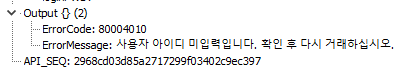 Output {} (2)
ErrorCode: 80004010
ErrorMessage: 사용자 아이디 미입력입니다. 확인 후 다시 거래하십시오.
API_SEQ: 2968cd03d85a2717299f03402c9ec397